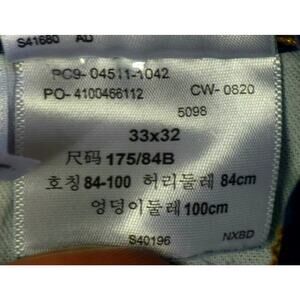 S41680 AD
PC9- 04511-1042
PO- 4100466112 CW- 0820
5098
33x32
尺码 175/84B
호칭 84-100 허리둘레 84cm
엉덩이둘레 100cm
S40196 NXBD